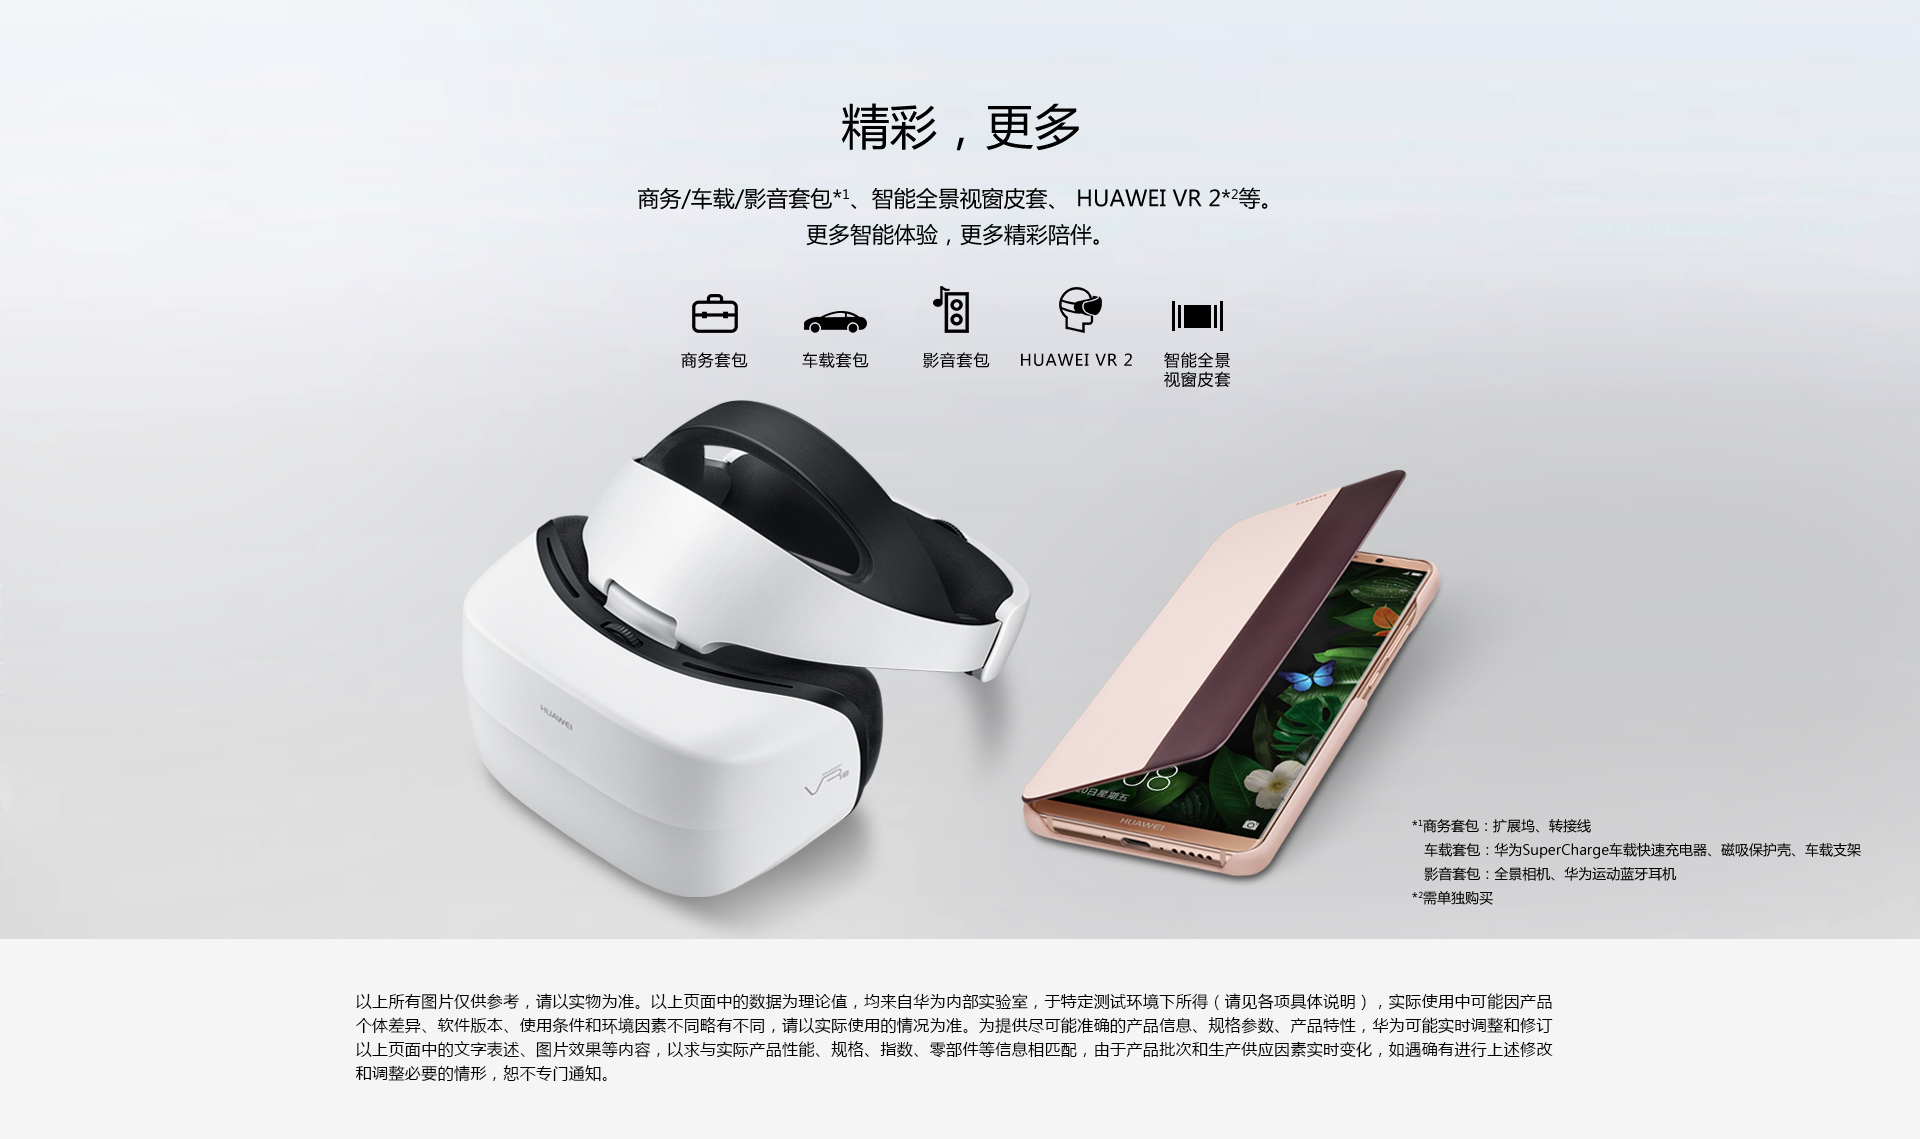 精彩，更多
商务/车载/影音套包*1、智能全景视窗皮套、 HUAWEI VR 2*2等。
更多智能体验，更多精彩陪伴。
商务套包
车载套包
影音套包
HUAWEI VR 2
智能全景
视窗皮套
HUAWEI
VR2
08
0日星期五
HUAWEI
*1商务套包：扩展坞、转接线
车载套包：华为SuperCharge车载快速充电器、磁吸保护壳、车载支架
影音套包：全景相机、华为运动蓝牙耳机
*2需单独购买
以上所有图片仅供参考，请以实物为准。以上页面中的数据为理论值，均来自华为内部实验室，于特定测试环境下所得（请见各项具体说明），实际使用中可能因产品
个体差异、软件版本、使用条件和环境因素不同略有不同，请以实际使用的情况为准。为提供尽可能准确的产品信息、规格参数、产品特性，华为可能实时调整和修订
以上页面中的文字表述、图片效果等内容，以求与实际产品性能、规格、指数、零部件等信息相匹配，由于产品批次和生产供应因素实时变化，如遇确有进行上述修改
和调整必要的情形，恕不专门通知。